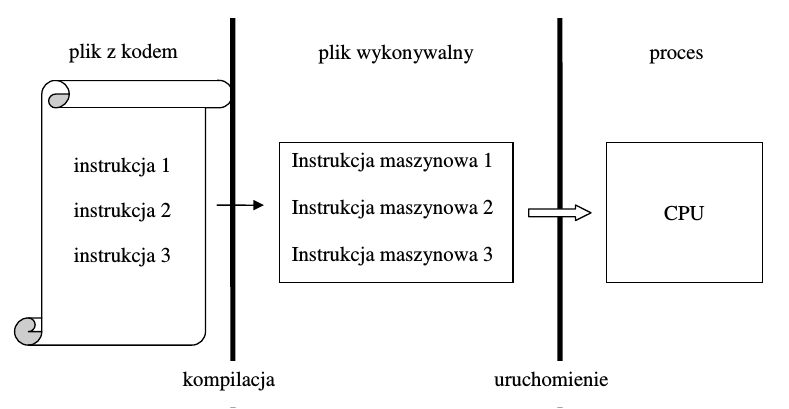 plik z kodem
plik wykonywalny
proces
instrukcja 1
instrukcja 2
instrukcja 3
Instrukcja maszynowa 1
Instrukcja maszynowa 2
Instrukcja maszynowa 3
CPU
kompilacja
uruchomienie